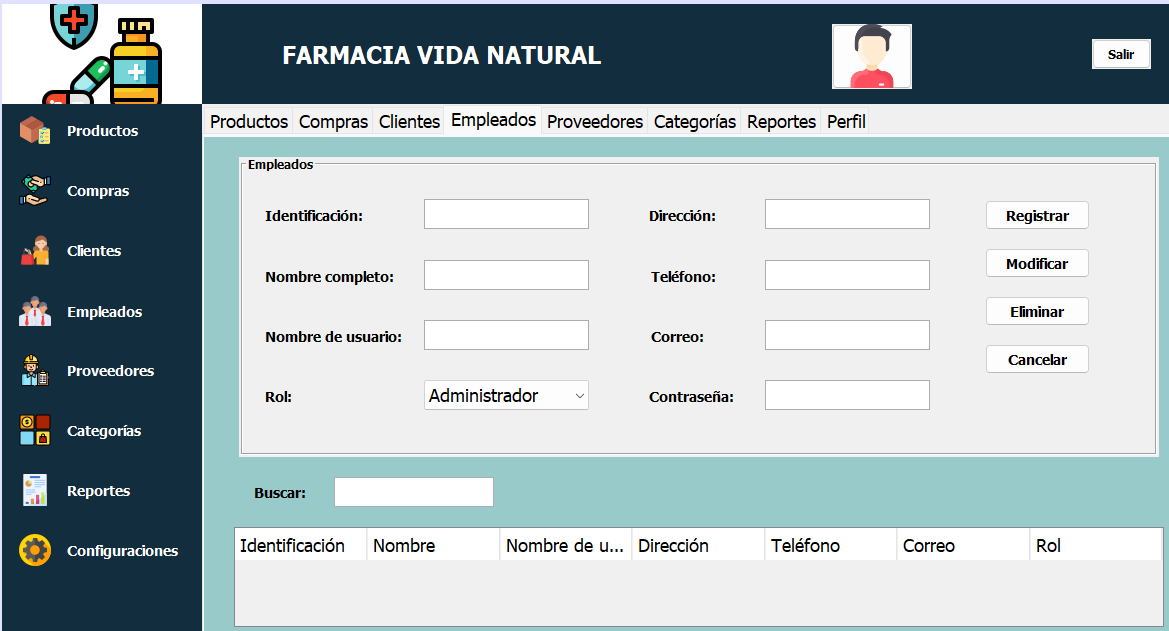 FARMACIA VIDA NATURAL
Salir
Productos
Compras
Clientes
Empleados
Proveedores
Categorías
Reportes
Configuraciones
Productos Compras Clientes Empleados Proveedores Categorías Reportes Perfil
Empleados
Identificación: Dirección: Registrar
Nombre completo: Teléfono: Modificar
Nombre de usuario: Correo: Eliminar
Rol: Administrador Contraseña: Cancelar
Buscar:
Identificación Nombre Nombre de u... Dirección Teléfono Correo Rol